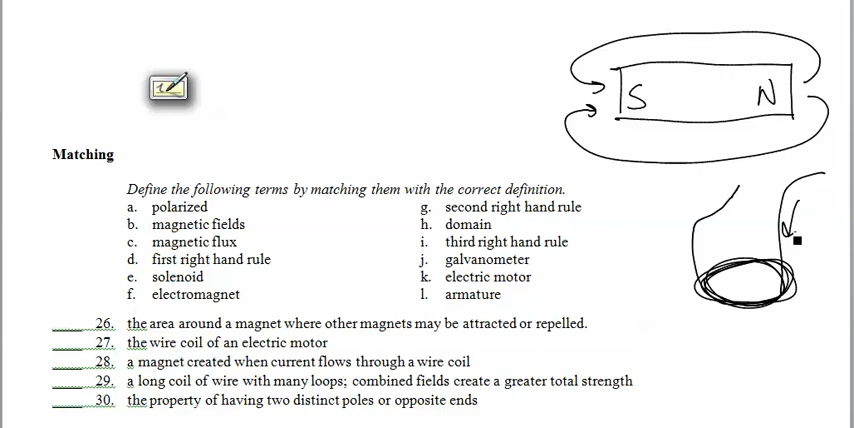 S N
Matching
Define the following terms by matching them with the correct definition.
a. polarized
b. magnetic fields
c. magnetic flux
d. first right hand rule
e. solenoid
f. electromagnet
g. second right hand rule
h. domain
i. third right hand rule
j. galvanometer
k. electric motor
l. armature
_____ 26. the area around a magnet where other magnets may be attracted or repelled.
_____ 27. the wire coil of an electric motor
_____ 28. a magnet created when current flows through a wire coil
_____ 29. a long coil of wire with many loops; combined fields create a greater total strength
_____ 30. the property of having two distinct poles or opposite ends